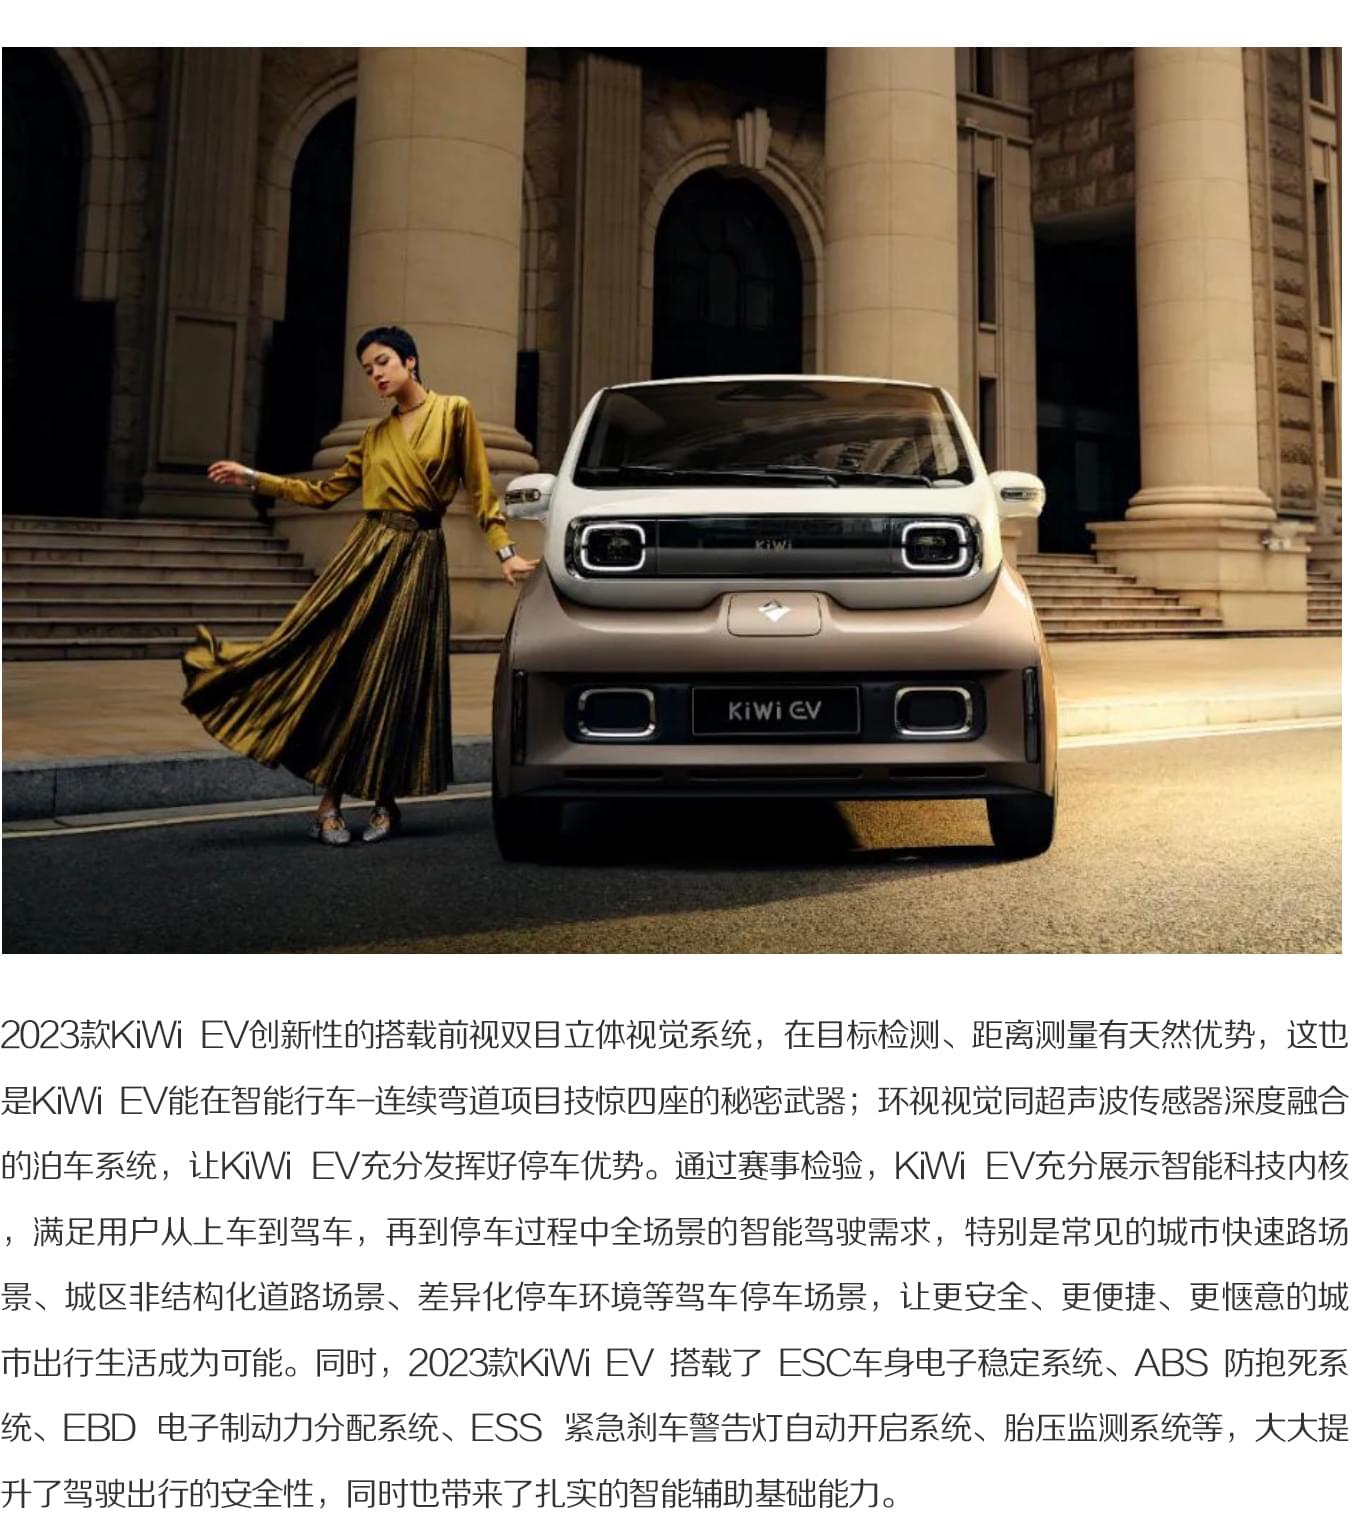 KiWi
KiWi EV
2023款KiWi EV创新性的搭载前视双目立体视觉系统，在目标检测、距离测量有天然优势，这也
是KiWi EV能在智能行车-连续弯道项目技惊四座的秘密武器；环视视觉同超声波传感器深度融合
的泊车系统，让KiWi EV充分发挥好停车优势。通过赛事检验，KiWi EV充分展示智能科技内核
，满足用户从上车到驾车，再到停车过程中全场景的智能驾驶需求，特别是常见的城市快速路场
景、城区非结构化道路场景、差异化停车环境等驾车停车场景，让更安全、更便捷、更惬意的城
市出行生活成为可能。同时，2023款KiWi EV 搭载了 ESC车身电子稳定系统、ABS 防抱死系
统、EBD 电子制动力分配系统、ESS 紧急刹车警告灯自动开启系统、胎压监测系统等，大大提
升了驾驶出行的安全性，同时也带来了扎实的智能辅助基础能力。